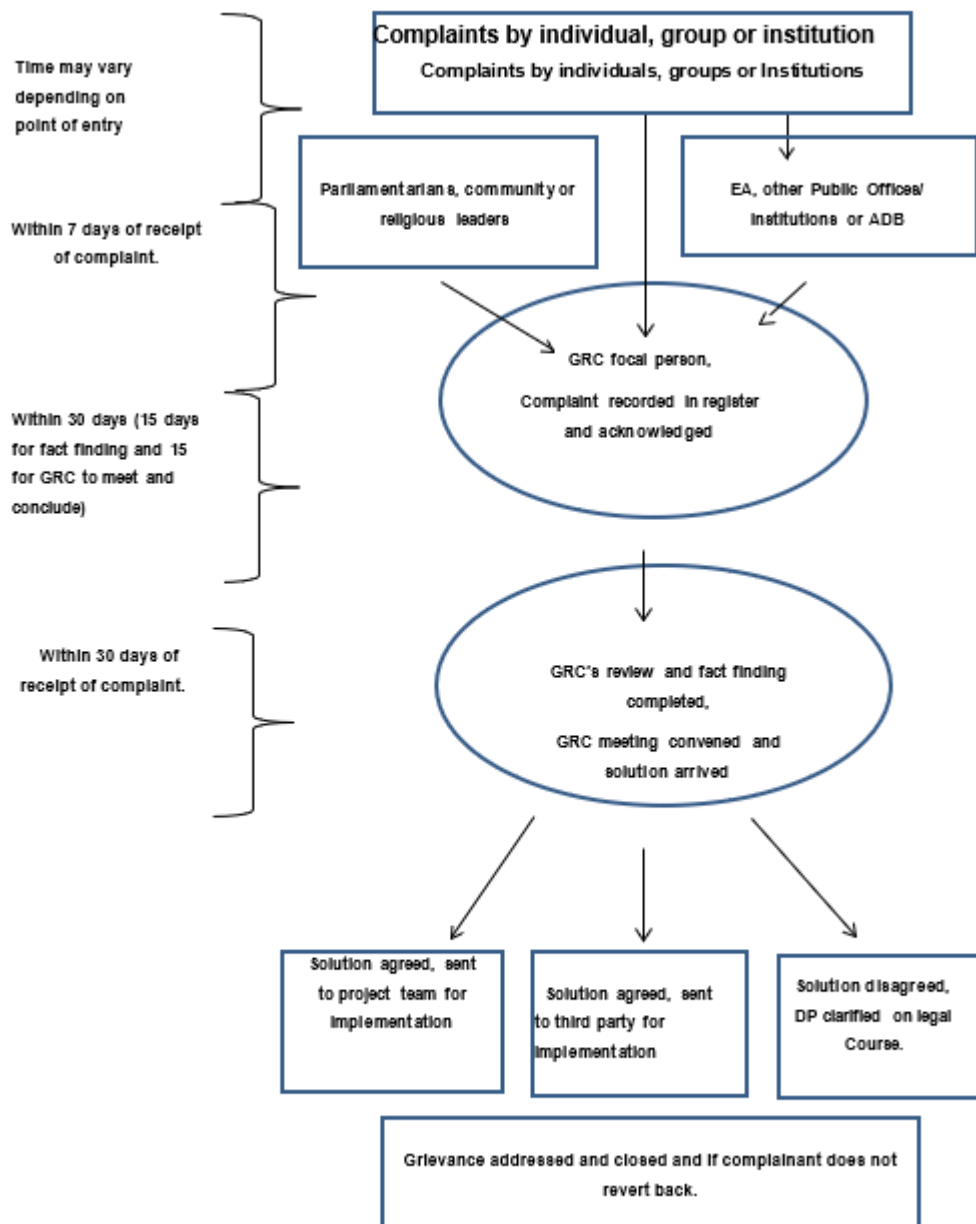 Complaints by individual, group or institution
Complaints by individuals, groups or Institutions
Time may vary
depending on
point of entry
Parliamentarians, community or
religious leaders
EA, other Public Offices/
Institutions or ADB
Within 7 days of receipt
of complaint.
GRC focal person,
Complaint recorded in register
and acknowledged
Within 30 days (15 days
for fact finding and 15
for GRC to meet and
conclude)
Within 30 days of
receipt of complaint.
GRC"s review and fact finding
completed,
GRC meeting convened and
solution arrived
Solution agreed, sent
to project team for
implementation
Solution agreed, sent
to third party for
implementation
Solution disagreed,
DP clarified on legal
Course.
Grievance addressed and closed and if complainant does not
revert back.